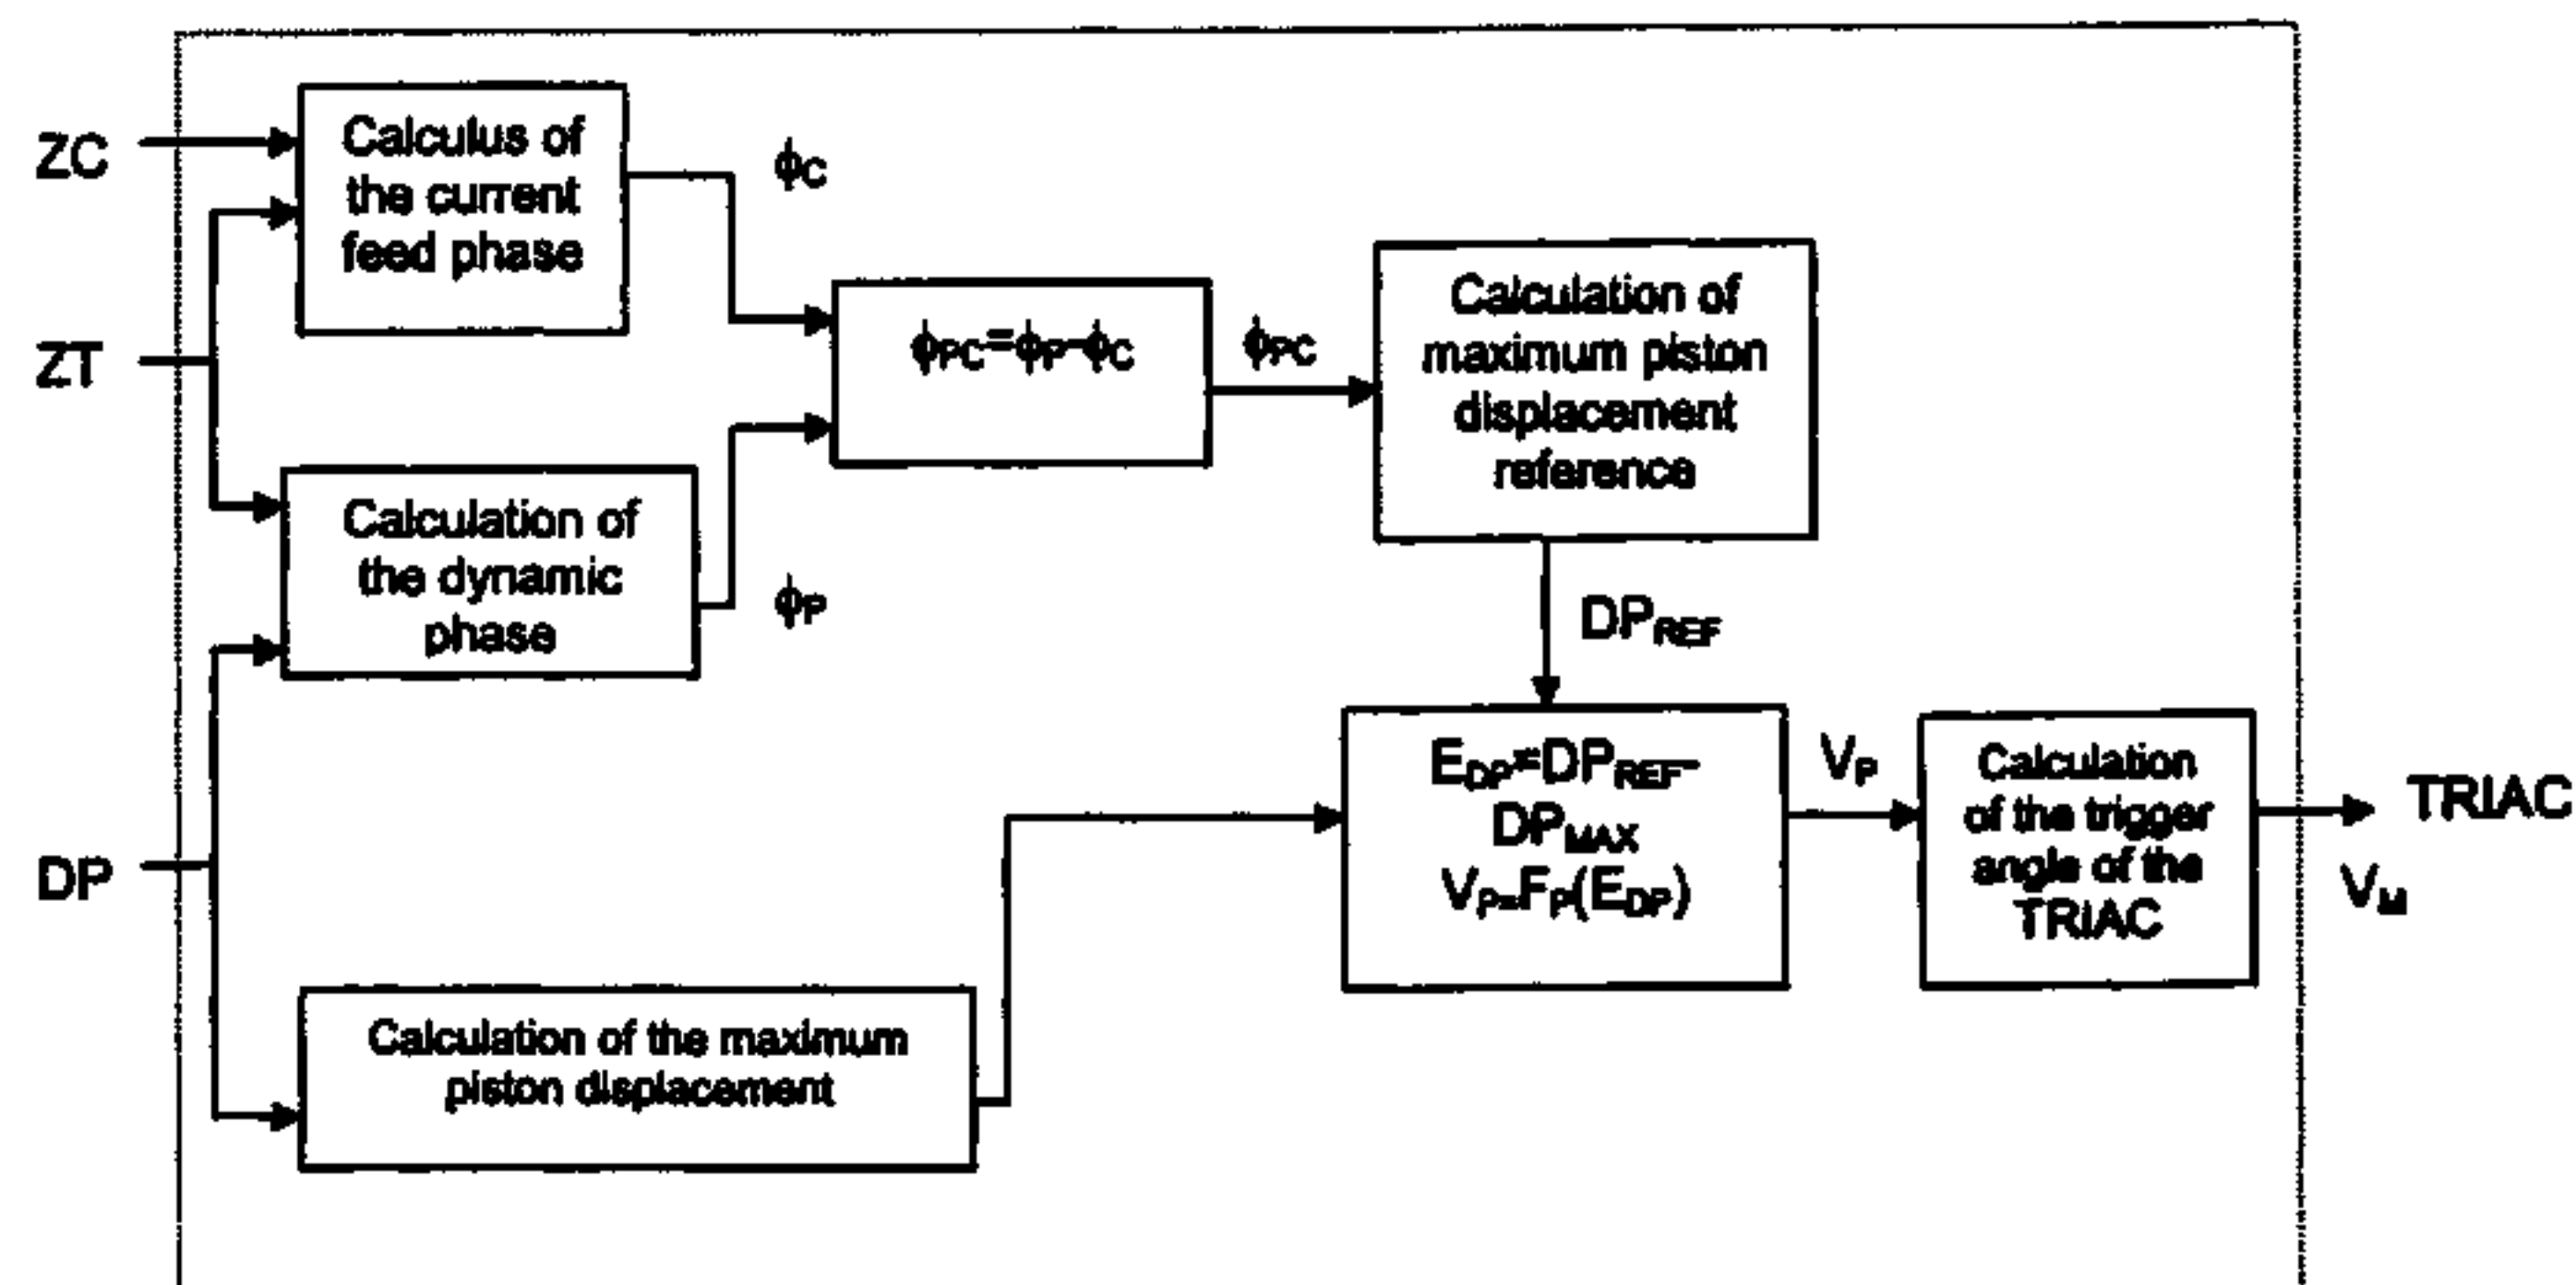 ZC
Calculus of
the current
feed phase
ϕC
ZT
ϕPC=ϕP-ϕC
ϕPC
Calculation of
maximum piston
displacement
reference
Calculation of
the dynamic
phase
ϕP
DPREF
DP
EDP=DPREF-
DPMAX
VP=FP(EDP)
VP
Calculation
of the trigger
angle of the
TRIAC
TRIAC
VM
Calculation of the maximum
piston displacement